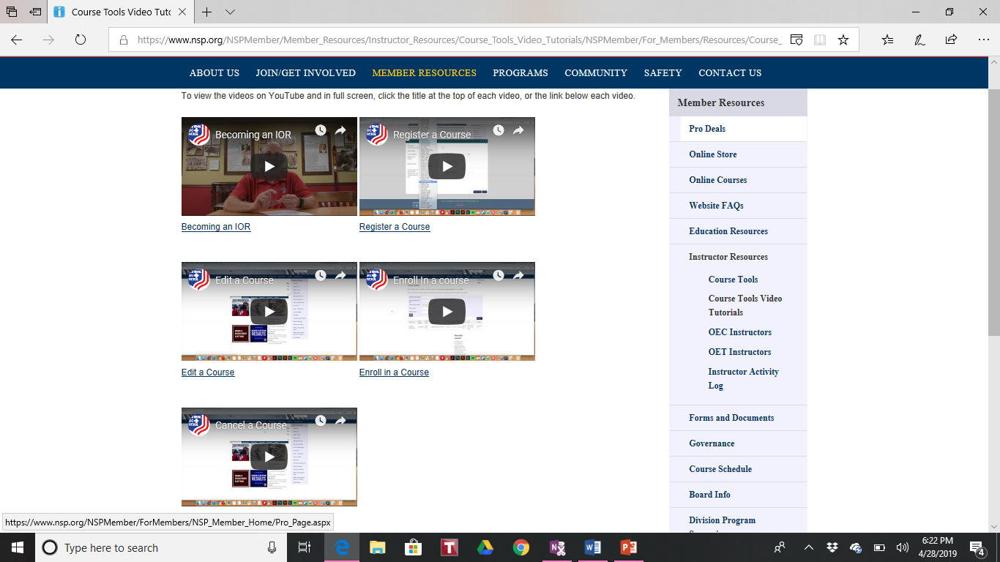 Course Tools Video Tuto
https://www.nsp.org/NSPMember/Member_Resources/Instructor_Resources/Course_Tools_Video_Tutorials/NSPMember/For_Members/Resources/Course_
ABOUT US JOIN/GET INVOLVED MEMBER RESOURCES PROGRAMS COMMUNITY SAFETY CONTACT US
To view the videos on YouTube and in full screen, click the title at the top of each video, or the link below each video.
Becoming an IOR
Register a Course
Becoming an IOR
Register a Course
Edit a Course
Enroll In a course
Edit a Course
Enroll in a Course
Cancel a Course
Member Resources
Pro Deals
Online Store
Online Courses
Website FAQs
Education Resources
Instructor Resources
Course Tools
Course Tools Video
Tutorials
OEC Instructors
OET Instructors
Instructor Activity
Log
Forms and Documents
Governance
Course Schedule
Board Info
Division Program
https://www.nsp.org/NSPMember/ForMembers/NSP_Member_Home/Pro_Page.aspx
Type here to search
6:22 PM
4/28/2019
4